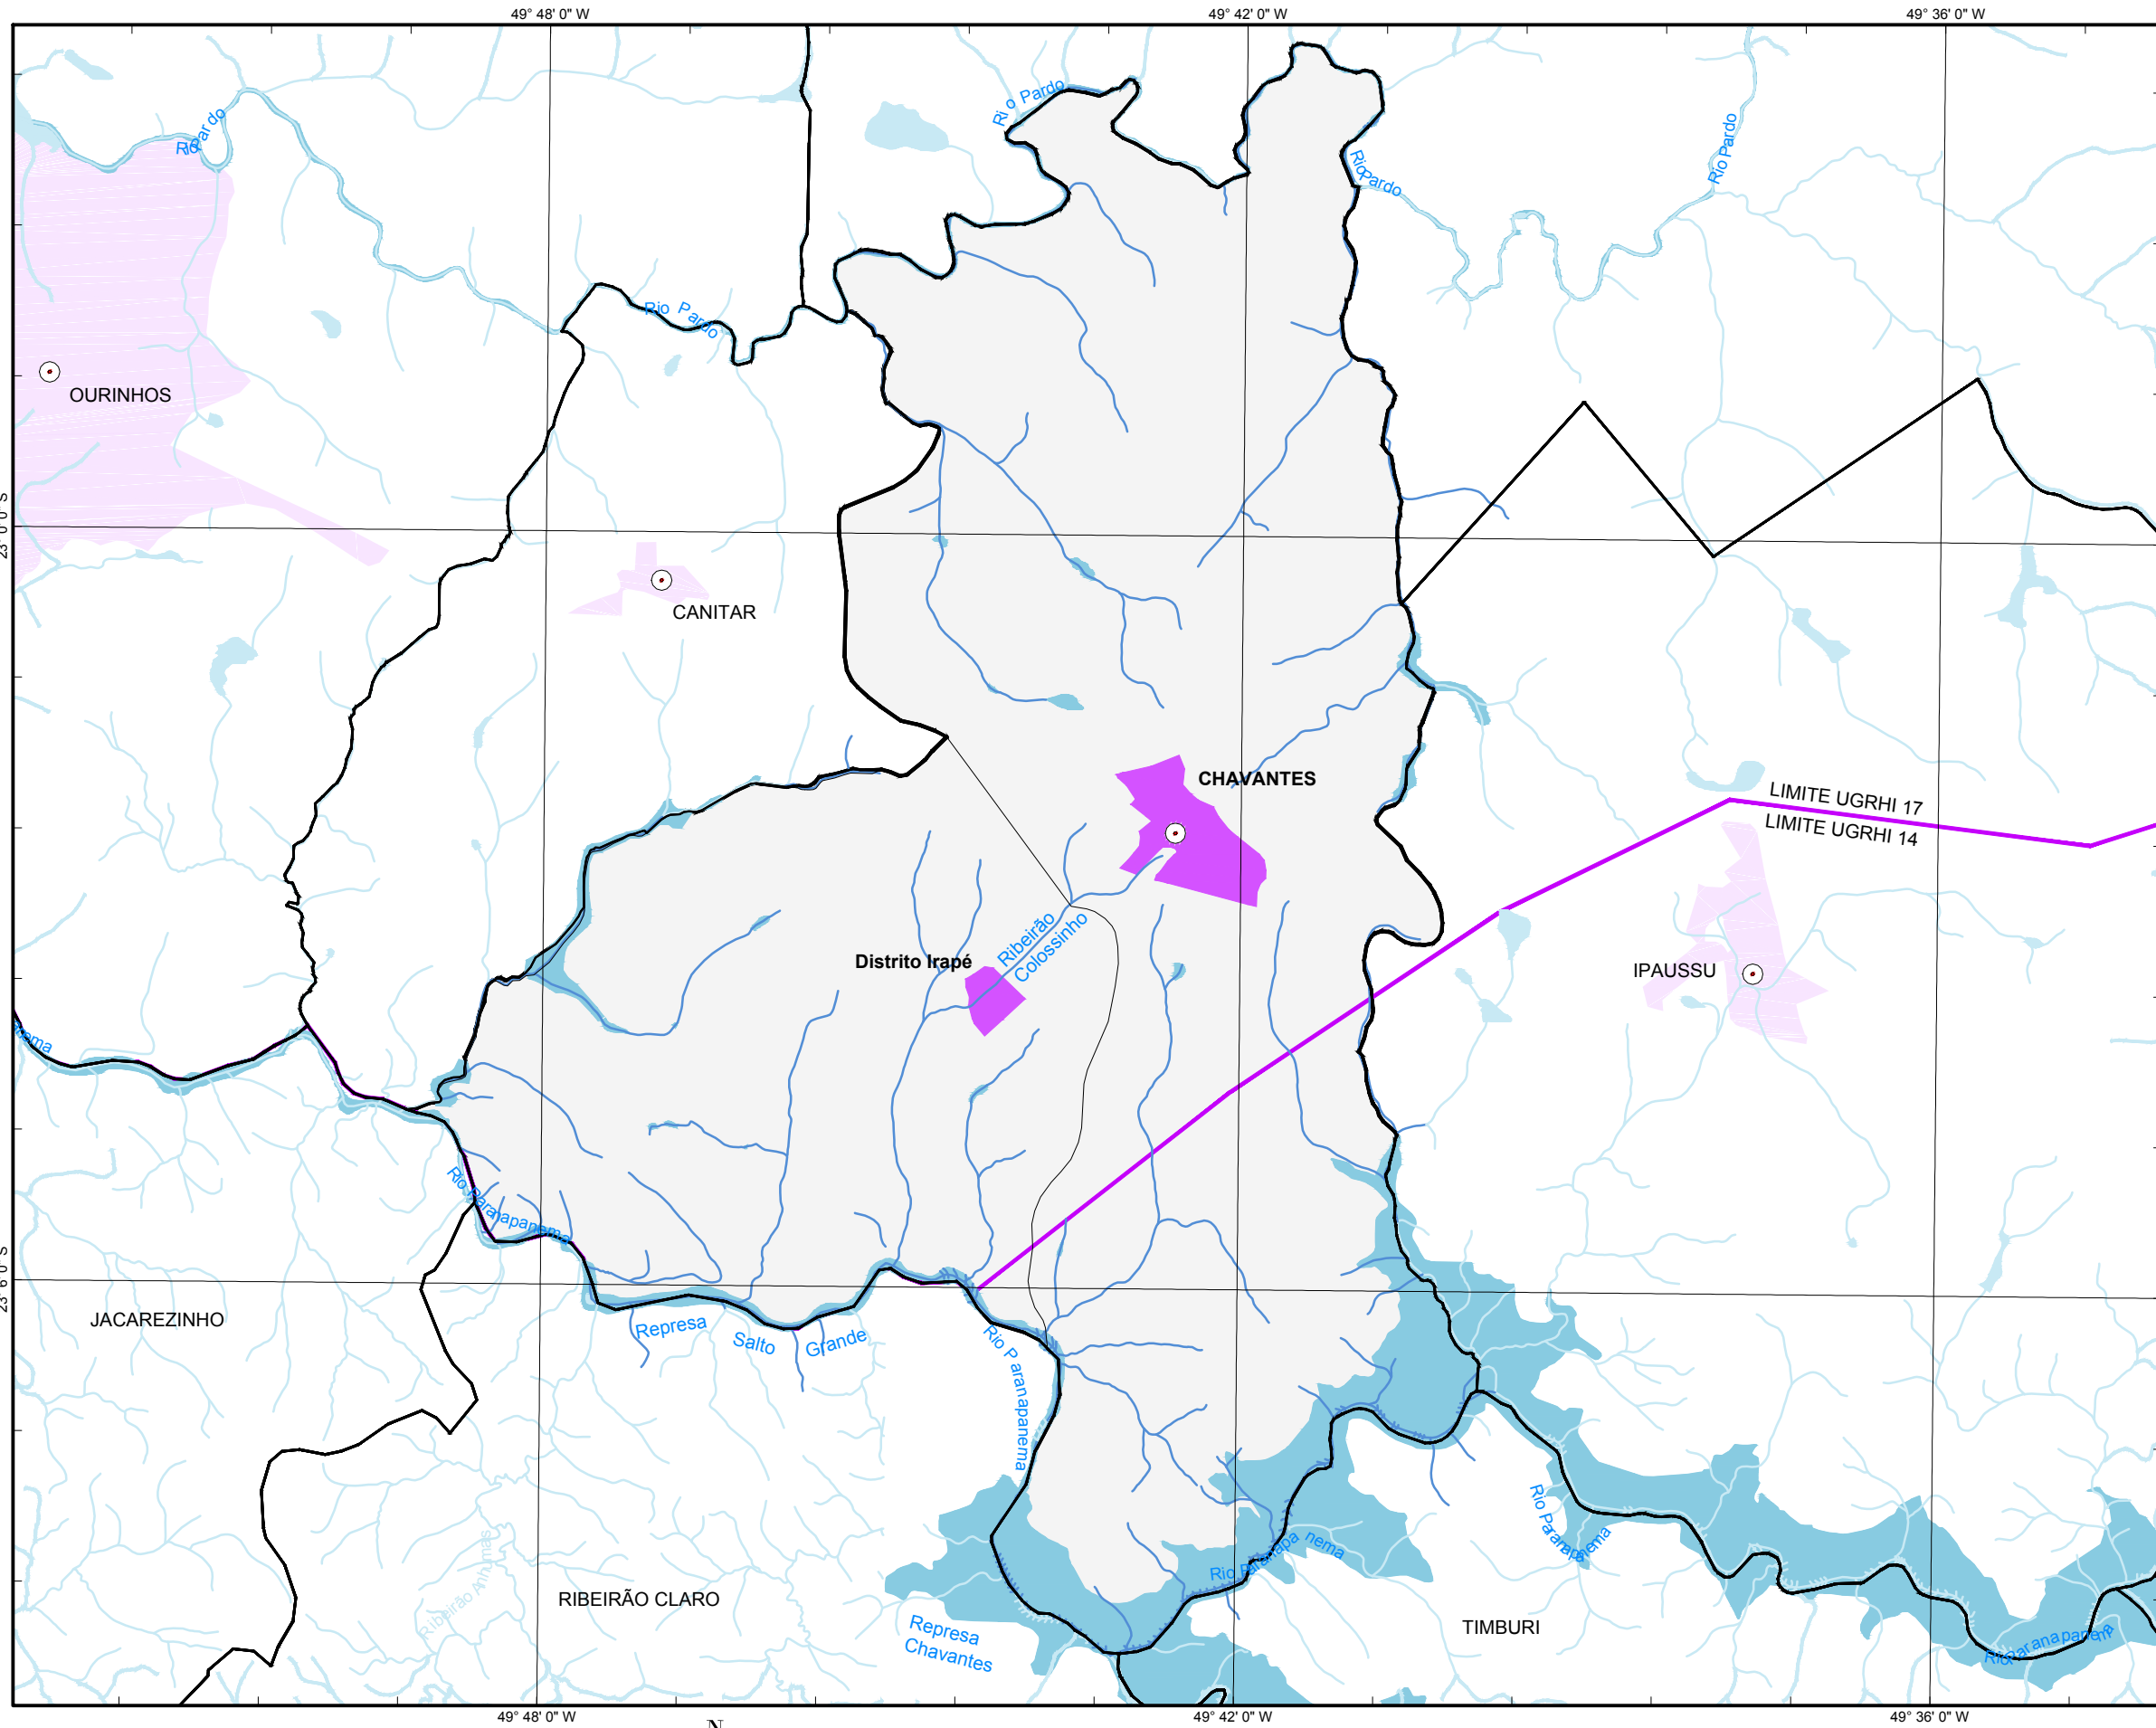 49° 48' 0" W
49° 42' 0" W
49° 36' 0" W
Rio Pardo
Rio Pardo
Rio Pardo
Rio Pardo
Rio Pardo
OURINHOS
CANITAR
CHAVANTES
LIMITE UGRHI 17
LIMITE UGRHI 14
Ribeirão
Colossinho
Distrito Irapé
IPAUSSU
Rio Paranapanema
JACAREZINHO
Represa Salto Grande
Rio Paranapanema
Rio Paranapanema
Rio Paranapanema
Ribeirão Anhumas
RIBEIRÃO CLARO
Represa
Chavantes
TIMBURI
Rio Paranapanema
49° 48' 0" W
49° 42' 0" W
49° 36' 0" W
N